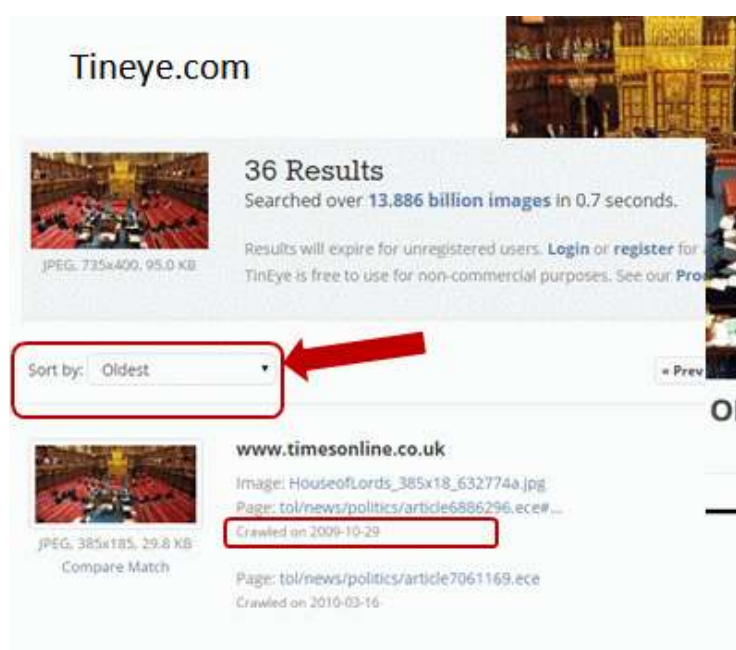 Tineye.com
36 Results
Searched over 13.886 billion images in 0.7 seconds.
Results will expire for unregistered users. Login or register for
TinEye is free to use for non-commercial purposes. See our Pro
JPEG, 735x400, 95.0 KB
Sort by: Oldest
« Prev
www.timesonline.co.uk
Image: HouseofLords_385x18_632774a.jpg
Page: tol/news/politics/article6886296.ece#...
Crawled on 2009-10-29
JPEG, 385x185, 29.8 KB
Compare Match
Page: tol/news/politics/article7061169.ece
Crawled on 2010-03-16